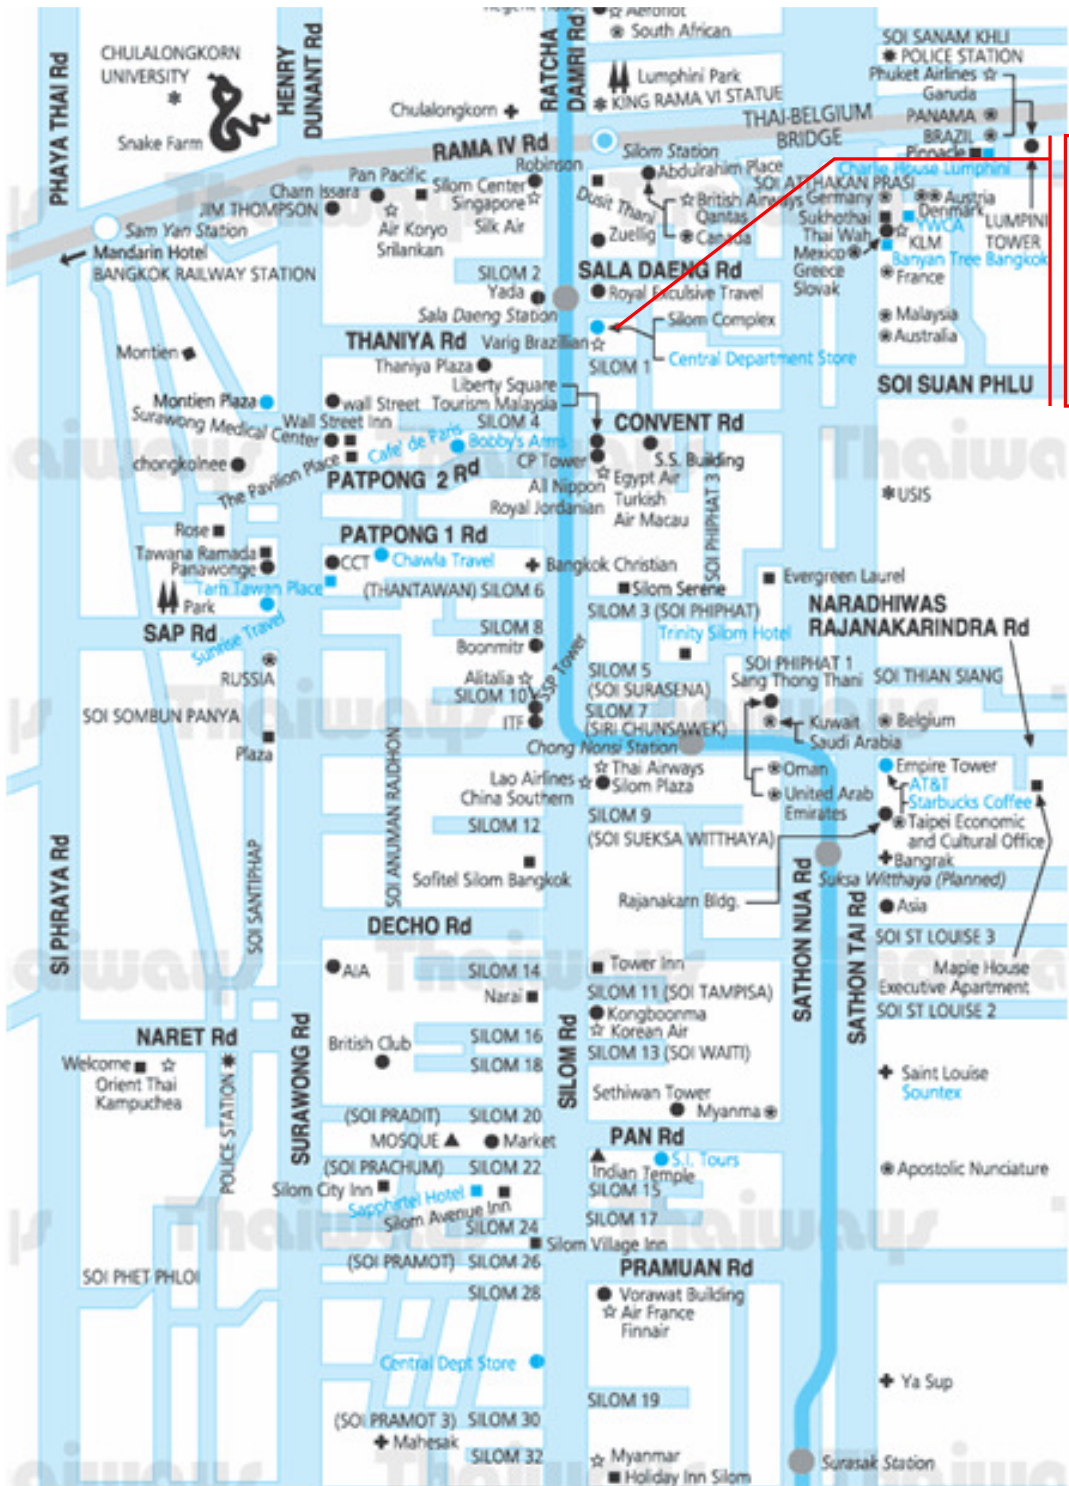 Aeroflot
South African
RATCHA
DAMRI Rd
PHAYA THAI Rd
HENRY
DUNANT Rd
CHULALONGKORN
UNIVERSITY
Snake Farm
Chulalongkorn
Lumphini Park
KING RAMA VI STATUE
SOI SANAM KHLI
POLICE STATION
Phuket Airlines
Garuda
PANAMA
BRAZIL
Pinnacle
Charlie House Lumphini
THAI-BELGIUM
BRIDGE
RAMA IV Rd
Silom Station
Robinson
Pan Pacific
Silom Center
Singapore
Silk Air
Charn Issara
JIM THOMPSON
Air Koryo
Srilankan
Abdulrahim Place
Dusit Thani
British Airways
Qantas
Canada
Zuellig
SOI ATTHAKAN PRASI
Germany
Austria
Denmark
Sukhothai
YWCA
Thai Wah
KLM
LUMPINI
TOWER
Mexico
Banyan Tree Bangkok
Greece
France
Slovak
Malaysia
Australia
Sam Yan Station
Mandarin Hotel
BANGKOK RAILWAY STATION
SILOM 2
Yada
Sala Daeng Station
SALA DAENG Rd
Royal Exculsive Travel
Silom Complex
Central Department Store
THANIYA Rd
Varig Brazillian
SILOM 1
Thaniya Plaza
SOI SUAN PHLU
Montien
Liberty Square
Tourism Malaysia
Montien Plaza
wall Street
Surawong Medical Center
Wall Street Inn
SILOM 4
CONVENT Rd
Cafe' de Paris
Bobby's Arms
chongkolnee
The Pavilion Place
CP Tower
S.S. Building
PATPONG 2 Rd
All Nippon
Royal Jordanian
Egypt Air
Turkish
Air Macau
SOI PHIPHAT 3
USIS
Rose
PATPONG 1 Rd
Tawana Ramada
Panawonge
CCT
Chawla Travel
Bangkok Christian
Tarn Tawan Place
(THANTAWAN) SILOM 6
Silom Serene
Evergreen Laurel
Park
SAP Rd
Sunrise Travel
SILOM 3 (SOI PHIPHAT)
Trinity Silom Hotel
NARADHIWAS
RAJANAKARINDRA Rd
SILOM 8
Boonmitr
SSP Tower
RUSSIA
Alitalia
SILOM 10
ITF
SILOM 5
(SOI SURASENA)
SILOM 7
(SIRI CHUNSAWEK)
SOI PHIPHAT 1
Sang Thong Thani
SOI THIAN SIANG
SOI SOMBUN PANYA
Plaza
Kuwait
Saudi Arabia
Belgium
Chong Nonsi Station
Lao Airlines
China Southern
Thai Airways
Silom Plaza
Oman
United Arab
Emirates
Empire Tower
AT&T
Starbucks Coffee
Taipei Economic
and Cultural Office
Bangrak
SILOM 12
SILOM 9
(SOI SUEKSA WITTHAYA)
SI PHRAYA Rd
SOI SANTIPHAP
SOI ANUMAN RAJDHON
Sofitel Silom Bangkok
Rajanakarn Bldg.
Suksa Witthaya (Planned)
SATHON NUA Rd
SATHON TAI Rd
Asia
DECHO Rd
SOI ST LOUISE 3
AIA
SILOM 14
Narai
Tower Inn
SILOM 11 (SOI TAMPISA)
Maple House
Executive Apartment
SOI ST LOUISE 2
NARET Rd
SURAWONG Rd
British Club
SILOM 16
SILOM 18
SILOM Rd
Kongboonma
Korean Air
SILOM 13 (SOI WAITI)
Welcome
Orient Thai
Kampuchea
POLICE STATION
Sethiwan Tower
Myanma
Saint Louise
Sountex
(SOI PRADIT) SILOM 20
MOSQUE
Market
PAN Rd
(SOI PRACHUM) SILOM 22
Indian Temple
S.I. Tours
Apostolic Nunciature
Silom City Inn
Sapphirtel Hotel
Silom Avenue Inn
SILOM 15
SILOM 17
SILOM 24
Silom Village Inn
(SOI PRAMOT) SILOM 26
PRAMUAN Rd
SOI PHET PHLOI
SILOM 28
Vorawat Building
Air France
Finnair
Central Dept Store
Ya Sup
SILOM 19
(SOI PRAMOT 3) SILOM 30
Mahesak
SILOM 32
Myanmar
Holiday Inn Silom
Surasak Station
Thaiways